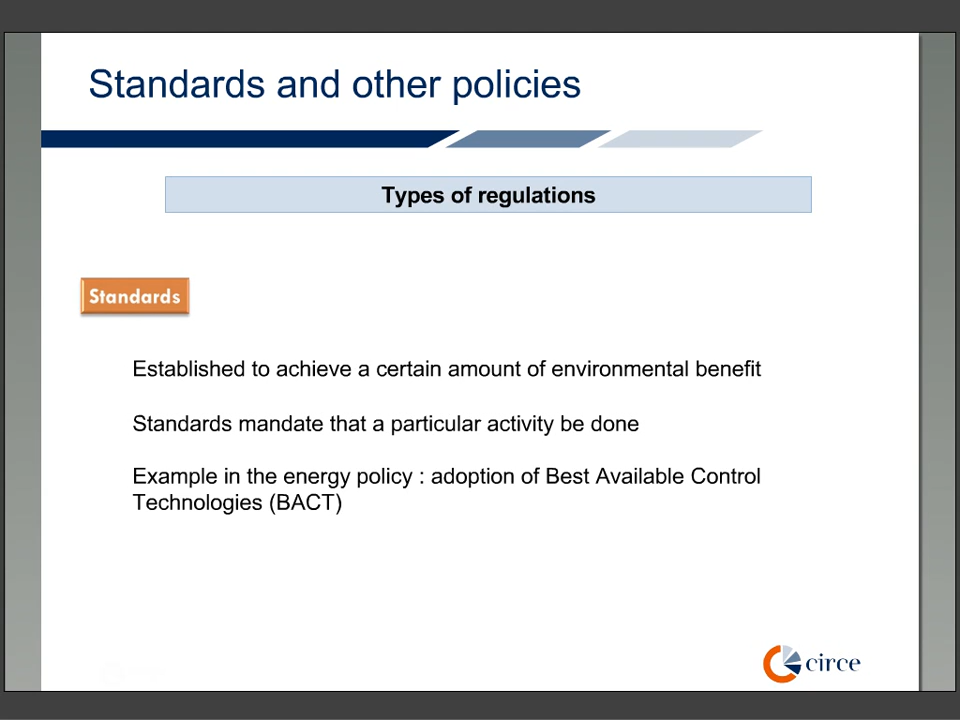 Standards and other policies
Types of regulations
Standards
Established to achieve a certain amount of environmental benefit
Standards mandate that a particular activity be done
Example in the energy policy : adoption of Best Available Control
Technologies (BACT)
circe